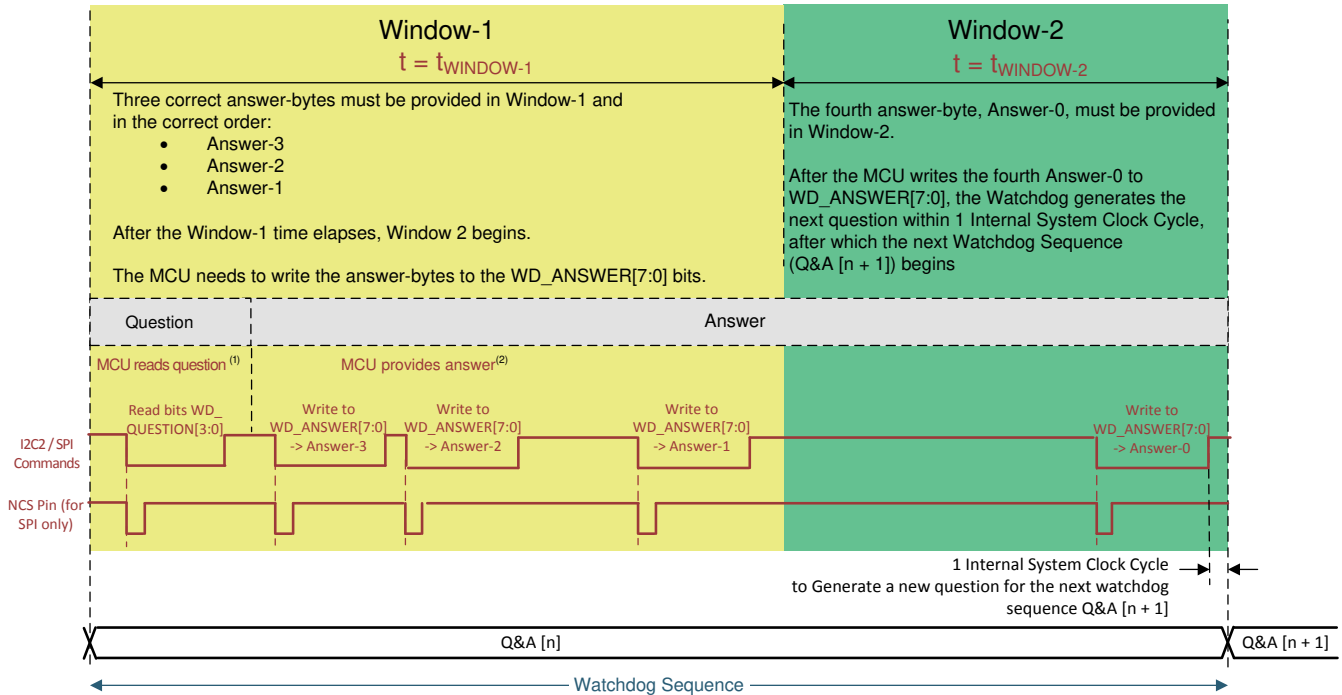 Window-1
t = tWINDOW-1
Three correct answer-bytes must be provided in Window-1 and
in the correct order:
• Answer-3
• Answer-2
• Answer-1
After the Window-1 time elapses, Window 2 begins.
The MCU needs to write the answer-bytes to the WD_ANSWER[7:0] bits.
Window-2
t = tWINDOW-2
The fourth answer-byte, Answer-0, must be provided
in Window-2.
After the MCU writes the fourth Answer-0 to
WD_ANSWER[7:0], the Watchdog generates the
next question within 1 Internal System Clock Cycle,
after which the next Watchdog Sequence
(Q&A [n + 1]) begins
Question
Answer
MCU reads question (1)
MCU provides answer(2)
Read bits WD_
QUESTION[3:0]
Write to
WD_ANSWER[7:0]
-> Answer-3
Write to
WD_ANSWER[7:0]
-> Answer-2
Write to
WD_ANSWER[7:0]
-> Answer-1
Write to
WD_ANSWER[7:0]
-> Answer-0
I2C2 / SPI
Commands
NCS Pin (for
SPI only)
1 Internal System Clock Cycle
to Generate a new question for the next watchdog
sequence Q&A [n + 1]
Q&A [n]
Q&A [n + 1]
Watchdog Sequence